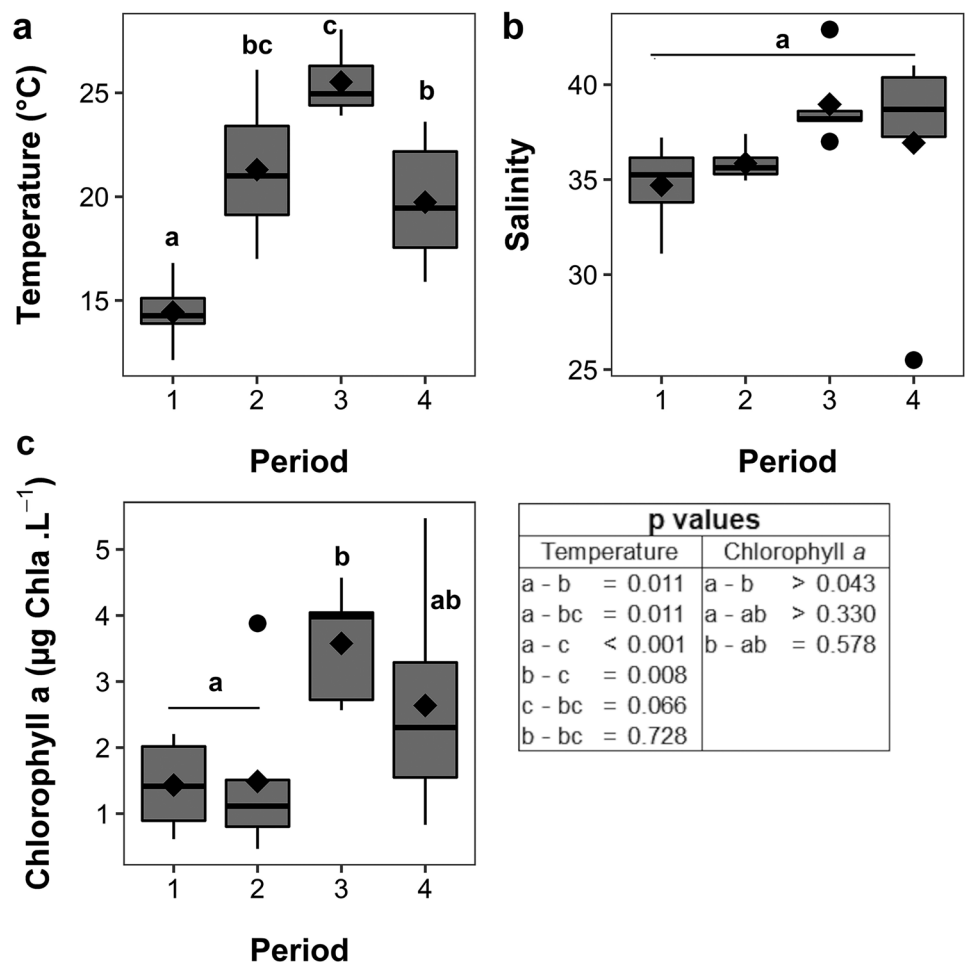 a
Temperature (°C)
25
20
15
a
bc
c
b
1 2 3 4
Period
b
Salinity
40
35
30
25
a
1 2 3 4
Period
c
Chlorophyll a (µg Chla .L⁻¹)
5
4
3
2
1
a
b
ab
1 2 3 4
Period
p values
Temperature Chlorophyll a
a - b = 0.011 a - b > 0.043
a - bc = 0.011 a - ab > 0.330
a - c < 0.001 b - ab = 0.578
b - c = 0.008
c - bc = 0.066
b - bc = 0.728